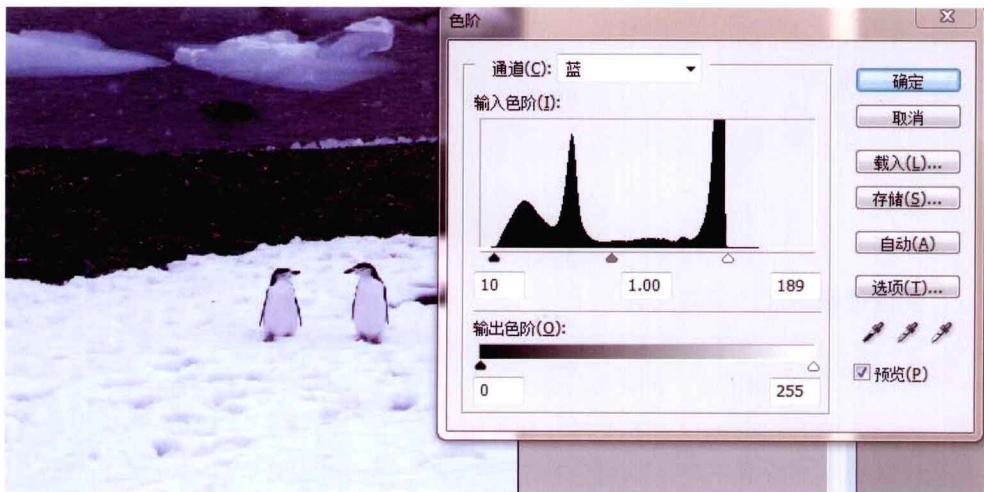 色阶
通道(C): 蓝
输入色阶(I):
10 1.00 189
输出色阶(O):
0 255
确定
取消
载入(L)...
存储(S)...
自动(A)
选项(T)...
预览(P)